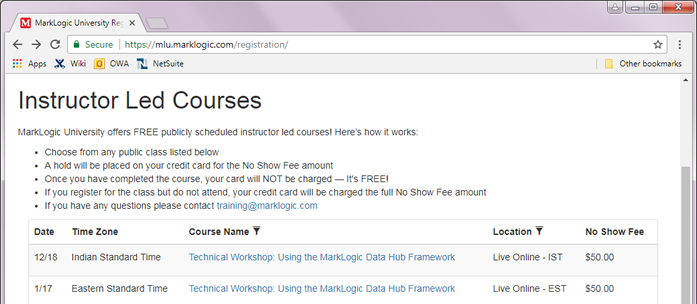 MarkLogic University Reg
Secure https://mlu.marklogic.com/registration/
Apps Wiki OWA NetSuite Other bookmarks
Instructor Led Courses
MarkLogic University offers FREE publicly scheduled instructor led courses! Here's how it works:
• Choose from any public class listed below
• A hold will be placed on your credit card for the No Show Fee amount
• Once you have completed the course, your card will NOT be charged — It's FREE!
• If you register for the class but do not attend, your credit card will be charged the full No Show Fee amount
• If you have any questions please contact training@marklogic.com
Date Time Zone Course Name Location No Show Fee
12/18 Indian Standard Time Technical Workshop: Using the MarkLogic Data Hub Framework Live Online - IST $50.00
1/17 Eastern Standard Time Technical Workshop: Using the MarkLogic Data Hub Framework Live Online - EST $50.00